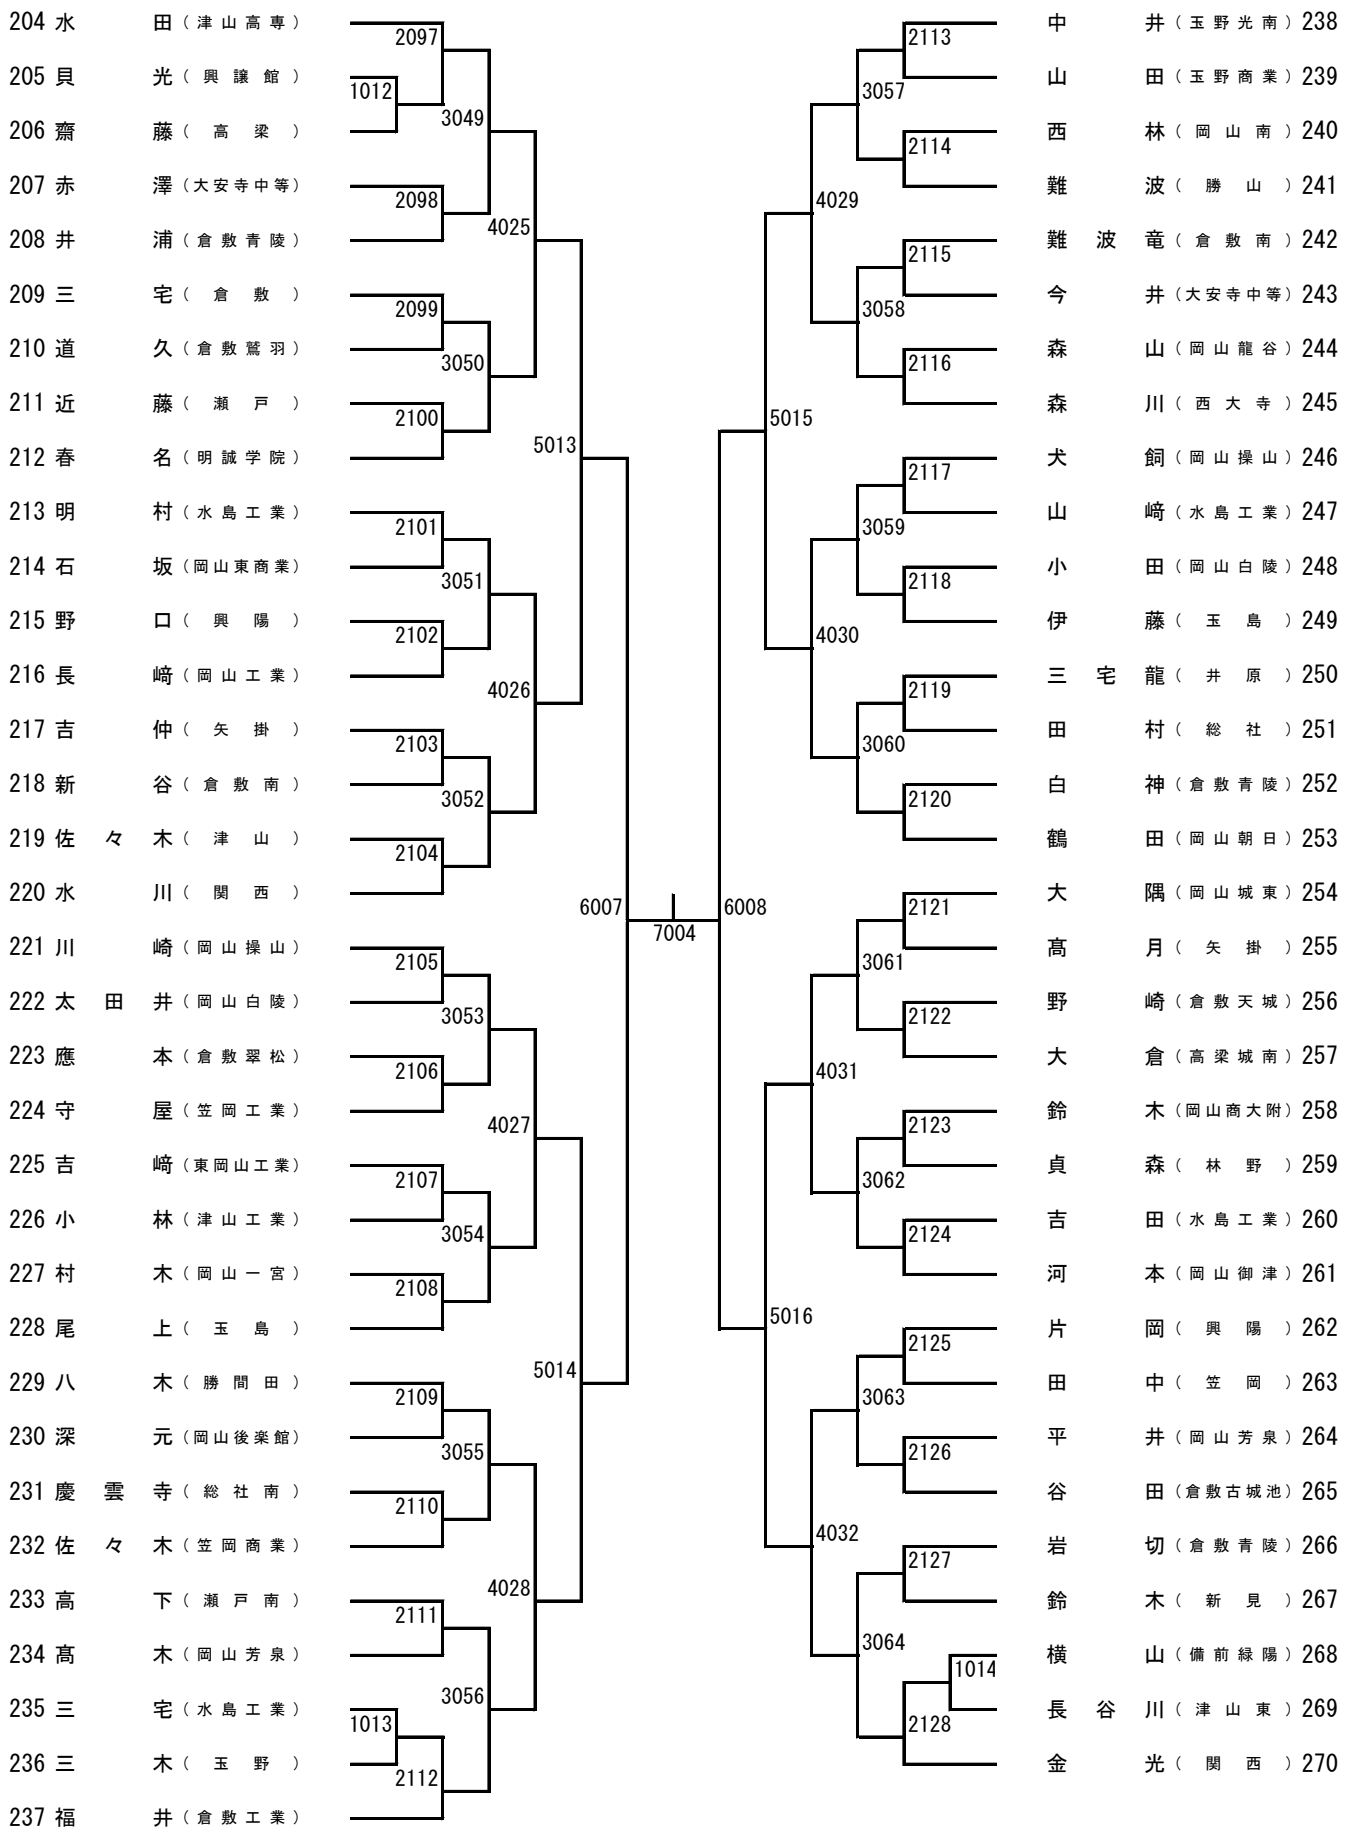 204 水田（津山高専）
2097
205 貝光（興譲館）
1012
206 齋藤（高梁）
3049
207 赤澤（大安寺中等）
2098
208 井浦（倉敷青陵）
4025
209 三宅（倉敷）
2099
210 道久（倉敷鷲羽）
3050
211 近藤（瀬戸）
2100
212 春名（明誠学院）
5013
213 明村（水島工業）
2101
214 石坂（岡山東商業）
3051
215 野口（興陽）
2102
216 長﨑（岡山工業）
4026
217 吉仲（矢掛）
2103
218 新谷（倉敷南）
3052
219 佐々木（津山）
2104
220 水川（関西）
6007
221 川崎（岡山操山）
2105
222 太田井（岡山白陵）
3053
223 應本（倉敷翠松）
2106
224 守屋（笠岡工業）
4027
225 吉﨑（東岡山工業）
2107
226 小林（津山工業）
3054
227 村木（岡山一宮）
2108
228 尾上（玉島）
5014
229 八木（勝間田）
2109
230 深元（岡山後楽館）
3055
231 慶雲寺（総社南）
2110
232 佐々木（笠岡商業）
4028
233 高下（瀬戸南）
2111
234 髙木（岡山芳泉）
3056
235 三宅（水島工業）
1013
236 三木（玉野）
2112
237 福井（倉敷工業）
7004
中井（玉野光南）238
2113
山田（玉野商業）239
3057
西林（岡山南）240
2114
難波（勝山）241
4029
難波竜（倉敷南）242
2115
今井（大安寺中等）243
3058
森山（岡山龍谷）244
2116
森川（西大寺）245
5015
犬飼（岡山操山）246
2117
山﨑（水島工業）247
3059
小田（岡山白陵）248
2118
伊藤（玉島）249
4030
三宅龍（井原）250
2119
田村（総社）251
3060
白神（倉敷青陵）252
2120
鶴田（岡山朝日）253
6008
大隅（岡山城東）254
2121
髙月（矢掛）255
3061
野崎（倉敷天城）256
2122
大倉（高梁城南）257
4031
鈴木（岡山商大附）258
2123
貞森（林野）259
3062
吉田（水島工業）260
2124
河本（岡山御津）261
5016
片岡（興陽）262
2125
田中（笠岡）263
3063
平井（岡山芳泉）264
2126
谷田（倉敷古城池）265
4032
岩切（倉敷青陵）266
2127
鈴木（新見）267
3064
横山（備前緑陽）268
1014
長谷川（津山東）269
2128
金光（関西）270